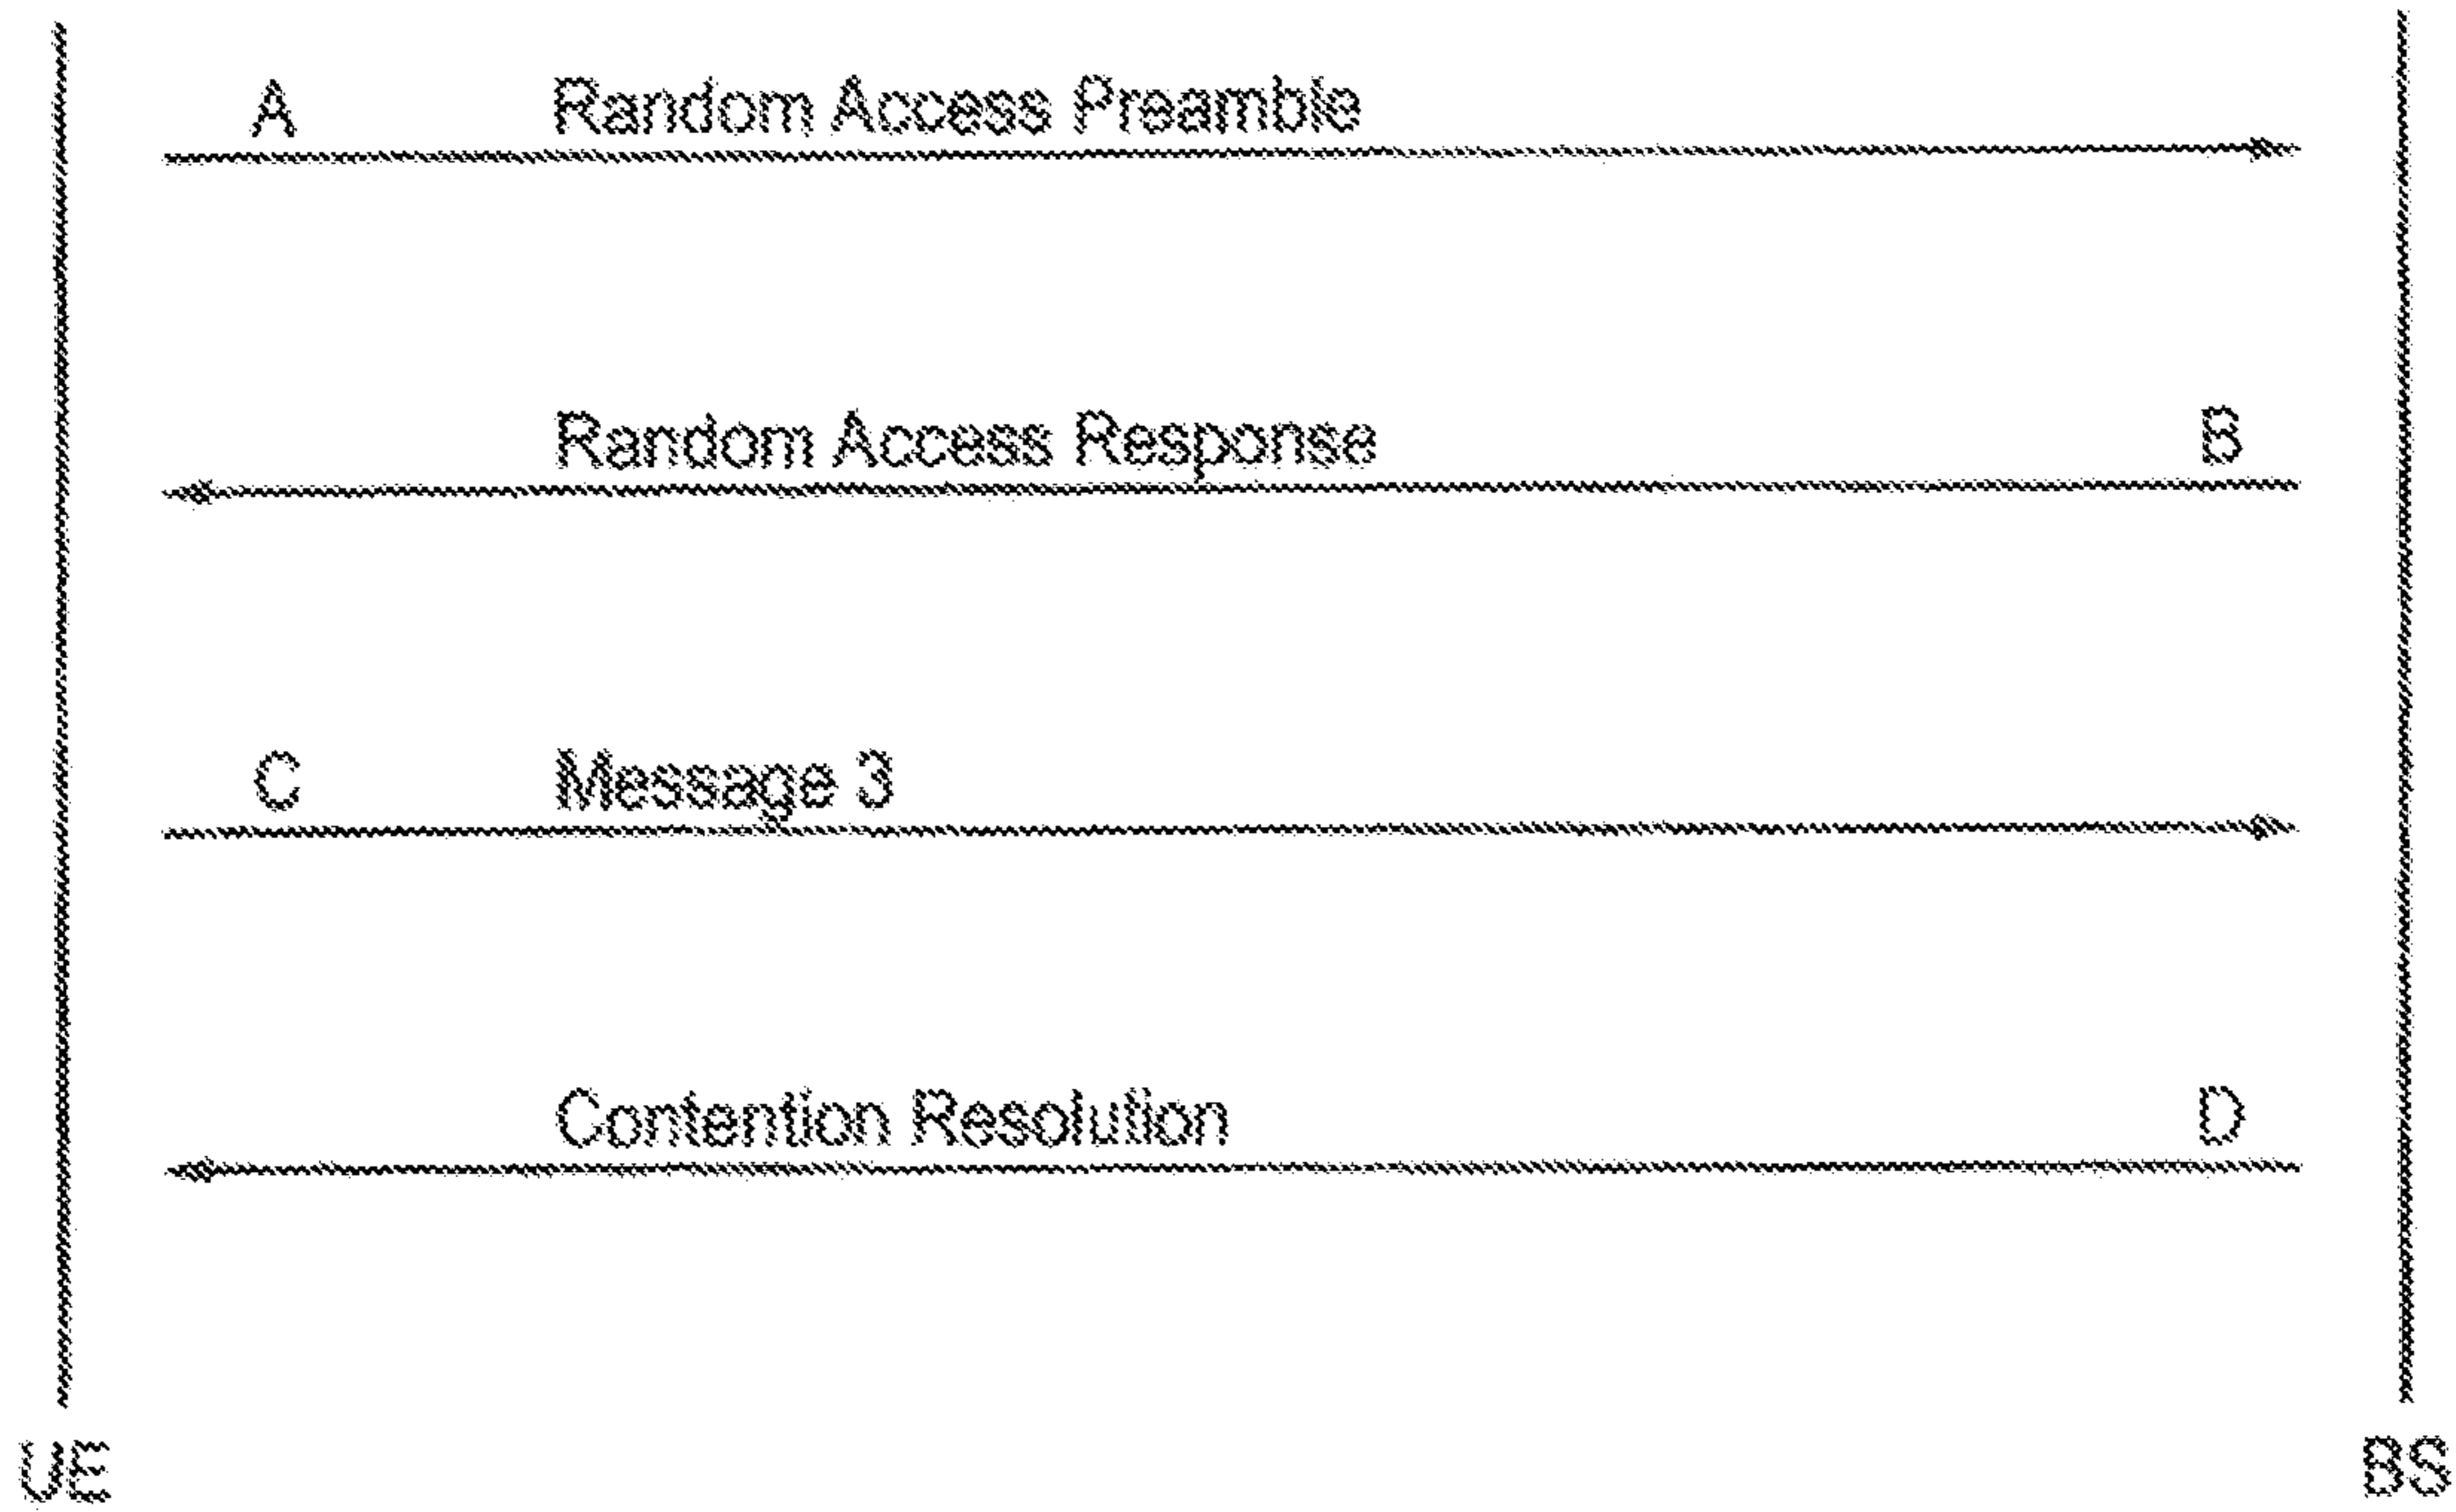 A Random Access Preamble
Random Access Response B
C Message 3
Contention Resolution D
UE BS